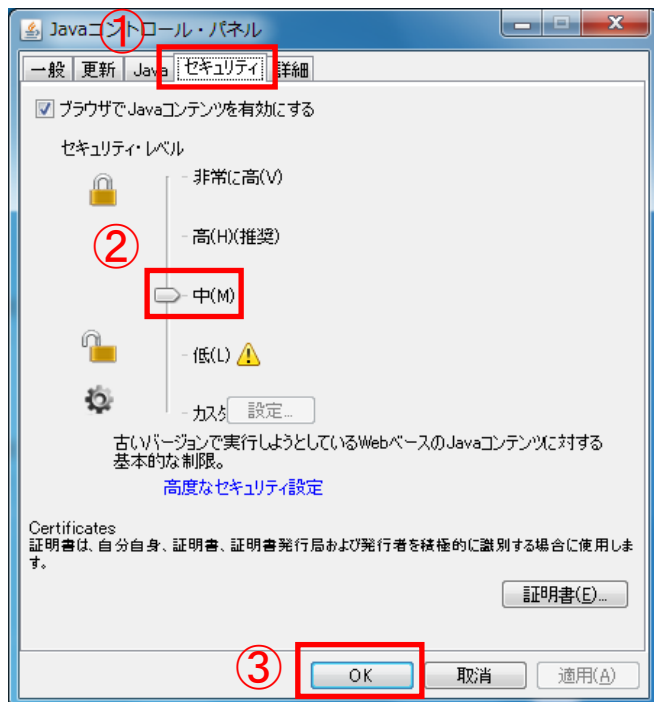 Javaコントロール・パネル
①
一般 更新 Java セキュリティ 詳細
ブラウザでJavaコンテンツを有効にする
セキュリティ・レベル
非常に高(V)
高(H)(推奨)
②
中(M)
低(L)
カスタ 設定...
古いバージョンで実行しようとしているWebベースのJavaコンテンツに対する
基本的な制限。
高度なセキュリティ設定
Certificates
証明書は、自分自身、証明書、証明書発行局および発行者を積極的に識別する場合に使用しま
す。
証明書(E)...
③
OK 取消 適用(A)